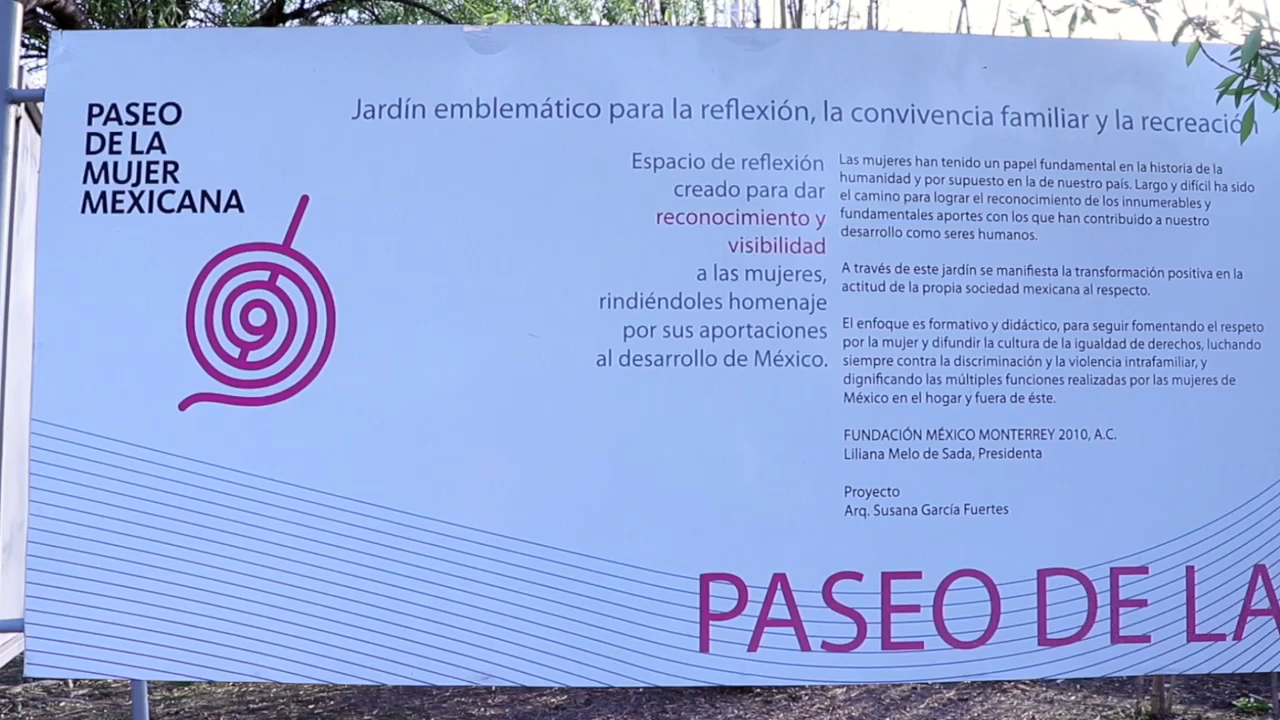 PASEO
DE LA
MUJER
MEXICANA
Jardín emblemático para la reflexión, la convivencia familiar y la recreación
Espacio de reflexión
creado para dar
reconocimiento y
visibilidad
a las mujeres,
rindiéndoles homenaje
por sus aportaciones
al desarrollo de México.
Las mujeres han tenido un papel fundamental en la historia de la
humanidad y por supuesto en la de nuestro país. Largo y difícil ha sido
el camino para lograr el reconocimiento de los innumerables y
fundamentales aportes con los que han contribuido a nuestro
desarrollo como seres humanos.
A través de este jardín se manifiesta la transformación positiva en la
actitud de la propia sociedad mexicana al respecto.
El enfoque es formativo y didáctico, para seguir fomentando el respeto
por la mujer y difundir la cultura de la igualdad de derechos, luchando
siempre contra la discriminación y la violencia intrafamiliar, y
dignificando las múltiples funciones realizadas por las mujeres de
México en el hogar y fuera de éste.
FUNDACIÓN MÉXICO MONTERREY 2010, A.C.
Liliana Melo de Sada, Presidenta
Proyecto
Arq. Susana García Fuertes
PASEO DE LA